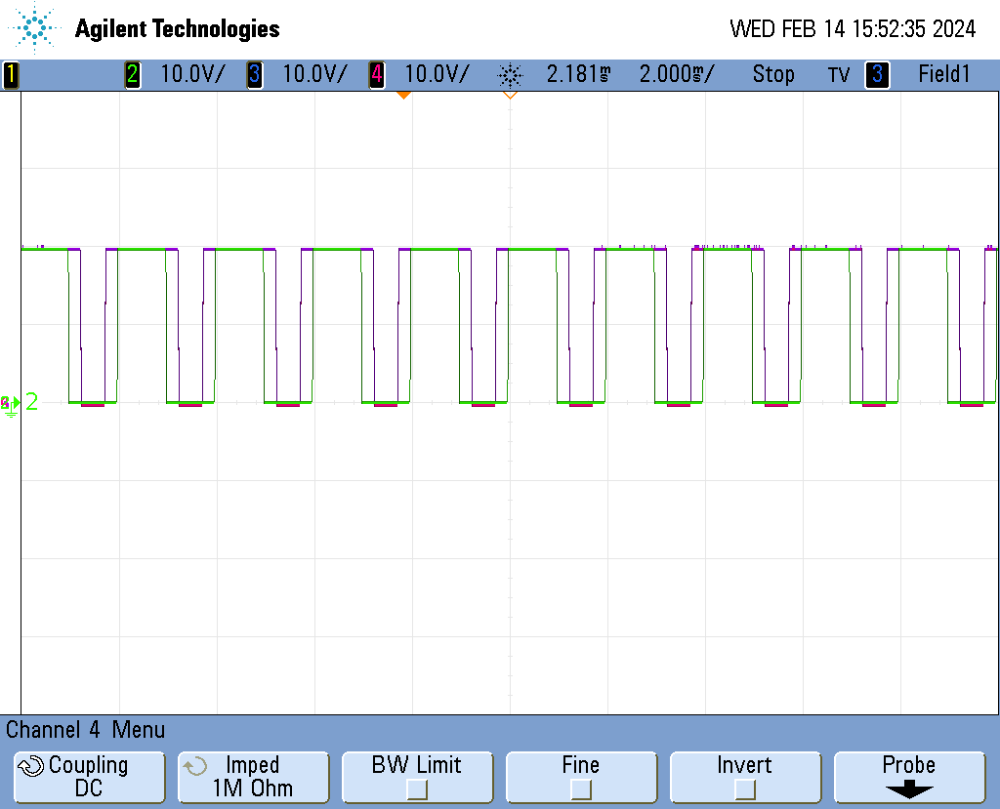 Agilent Technologies WED FEB 14 15:52:35 2024
1 2 10.0V/ 3 10.0V/ 4 10.0V/ 2.181ms 2.000ms/ Stop TV 3 Field1
2
Channel 4 Menu
Coupling Imped BW Limit Fine Invert Probe
DC 1M Ohm